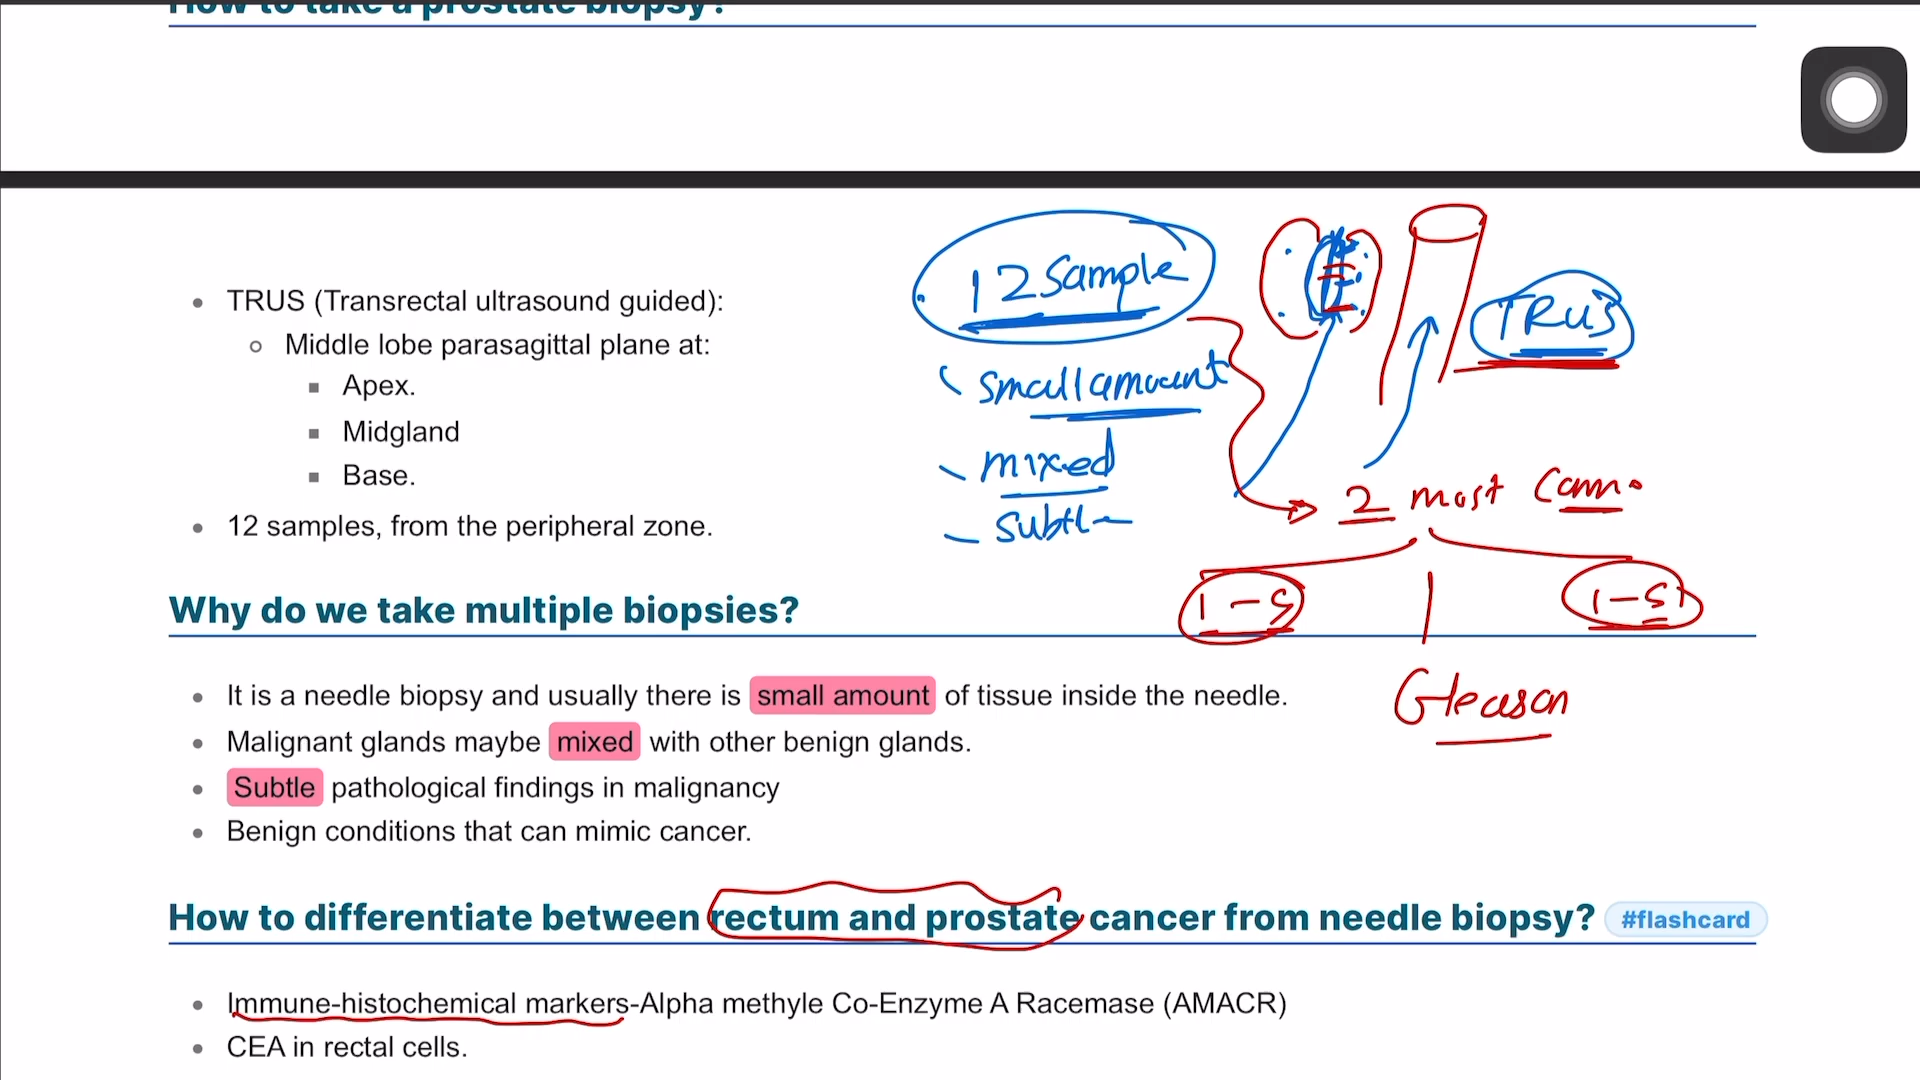 How to take a prostate biopsy?
TRUS (Transrectal ultrasound guided):
Middle lobe parasagittal plane at:
Apex.
Midgland
Base.
12 samples, from the peripheral zone.
12 Sample
small amount
mixed
subtle
TRUS
2 most Comm.
1-5
1-5
Gleason
Why do we take multiple biopsies?
It is a needle biopsy and usually there is small amount of tissue inside the needle.
Malignant glands maybe mixed with other benign glands.
Subtle pathological findings in malignancy
Benign conditions that can mimic cancer.
How to differentiate between rectum and prostate cancer from needle biopsy? #flashcard
Immune-histochemical markers-Alpha methyle Co-Enzyme A Racemase (AMACR)
CEA in rectal cells.